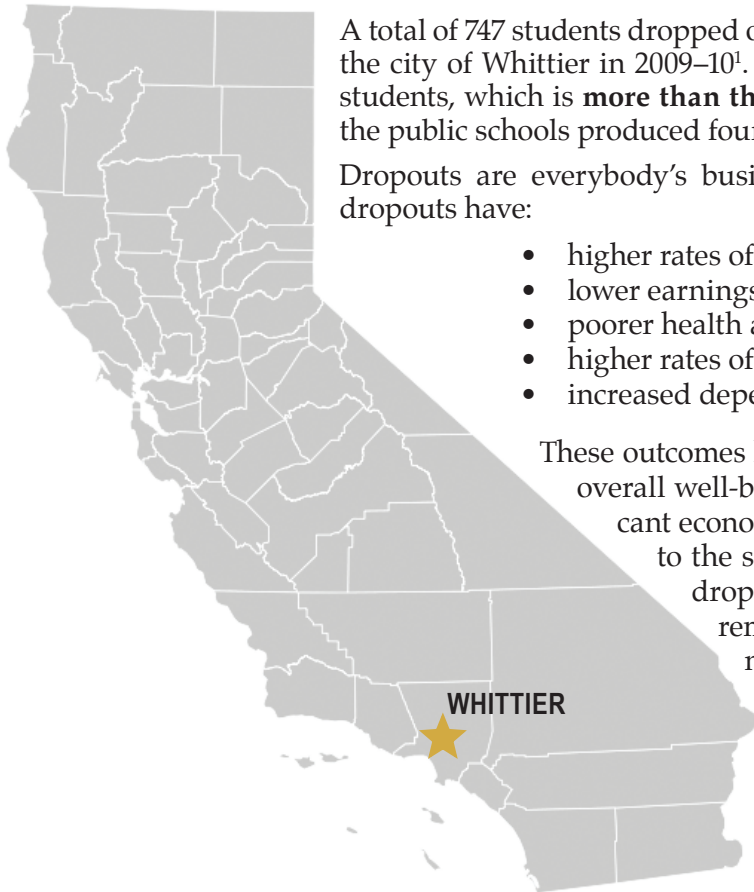 A total of 747 students dropped o
the city of Whittier in 2009–10¹.
students, which is more than th
the public schools produced four
Dropouts are everybody's busi
dropouts have:
• higher rates of
• lower earnings
• poorer health a
• higher rates of
• increased depe
These outcomes
overall well-b
cant econo
to the s
drop
ren
n
WHITTIER